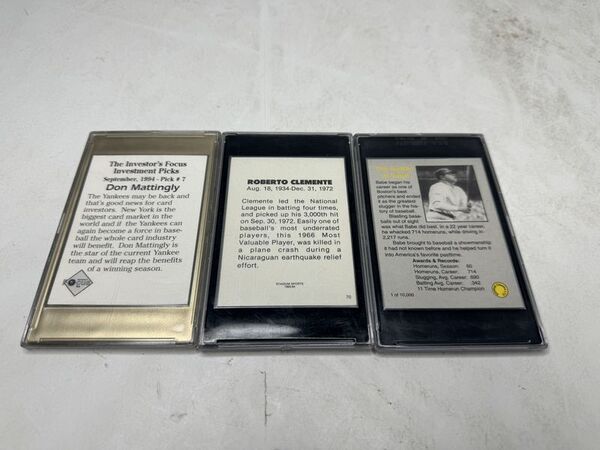 The Investor's Focus
Investment Picks
September, 1994 - Pick # 7
Don Mattingly
The Yankees may be back and
that's good news for card
investors. New York is the
biggest card market in the
world and if the Yankees can
again become a force in base-
ball the whole card industry
will benefit. Don Mattingly is
the star of the current Yankee
team and will reap the benefits
of a winning season.
ROBERTO CLEMENTE
Aug. 18, 1934-Dec. 31, 1972
Clemente led the National
League in batting four times,
and picked up his 3,000th hit
on Sep. 30, 1972. Easily one of
baseball's most underrated
players, this 1966 Most
Valuable Player, was killed in
a plane crash during a
Nicaraguan earthquake relief
effort.
STADIUM SPORTS
70
Babe began his
career as one of
Boston's best
pitchers and ended
it as the greatest
slugger in the his-
tory of baseball.
Blasting base-
balls out of sight
was what Babe did best. In a 22 year career,
he whacked 714 homeruns, while driving in
2,217 runs.
Babe brought to baseball a showmanship
it had not known before and he helped turn it
into America's favorite pastime.
Awards & Records:
Homeruns, Season: 60
Homeruns, Career: 714
Slugging, Avg. Career: .690
Batting Avg. Career: .342
11 Time Homerun Champion
1 of 10,000